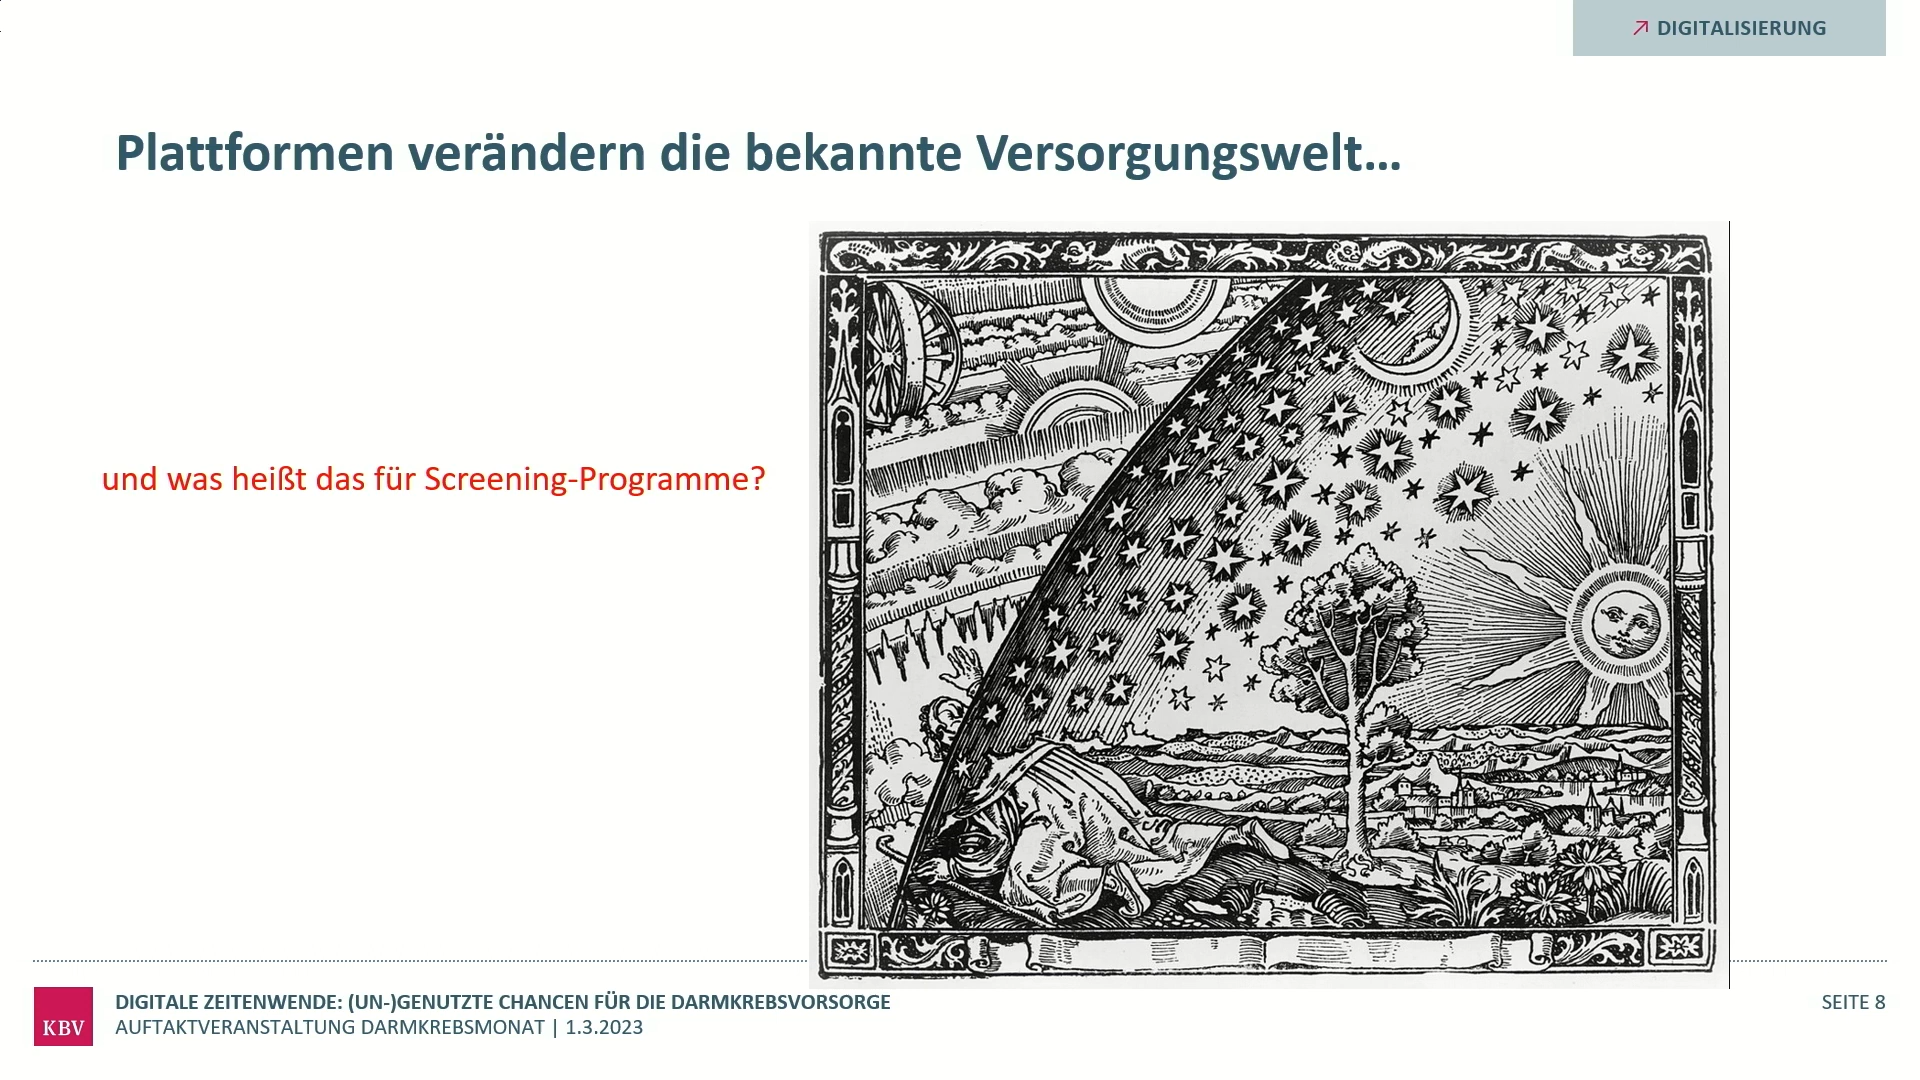 DIGITALISIERUNG
Plattformen verändern die bekannte Versorgungswelt...
und was heißt das für Screening-Programme?
KBV
DIGITALE ZEITENWENDE: (UN-)GENUTZTE CHANCEN FÜR DIE DARMKREBSVORSORGE
AUFTAKTVERANSTALTUNG DARMKREBSMONAT | 1.3.2023
SEITE 8